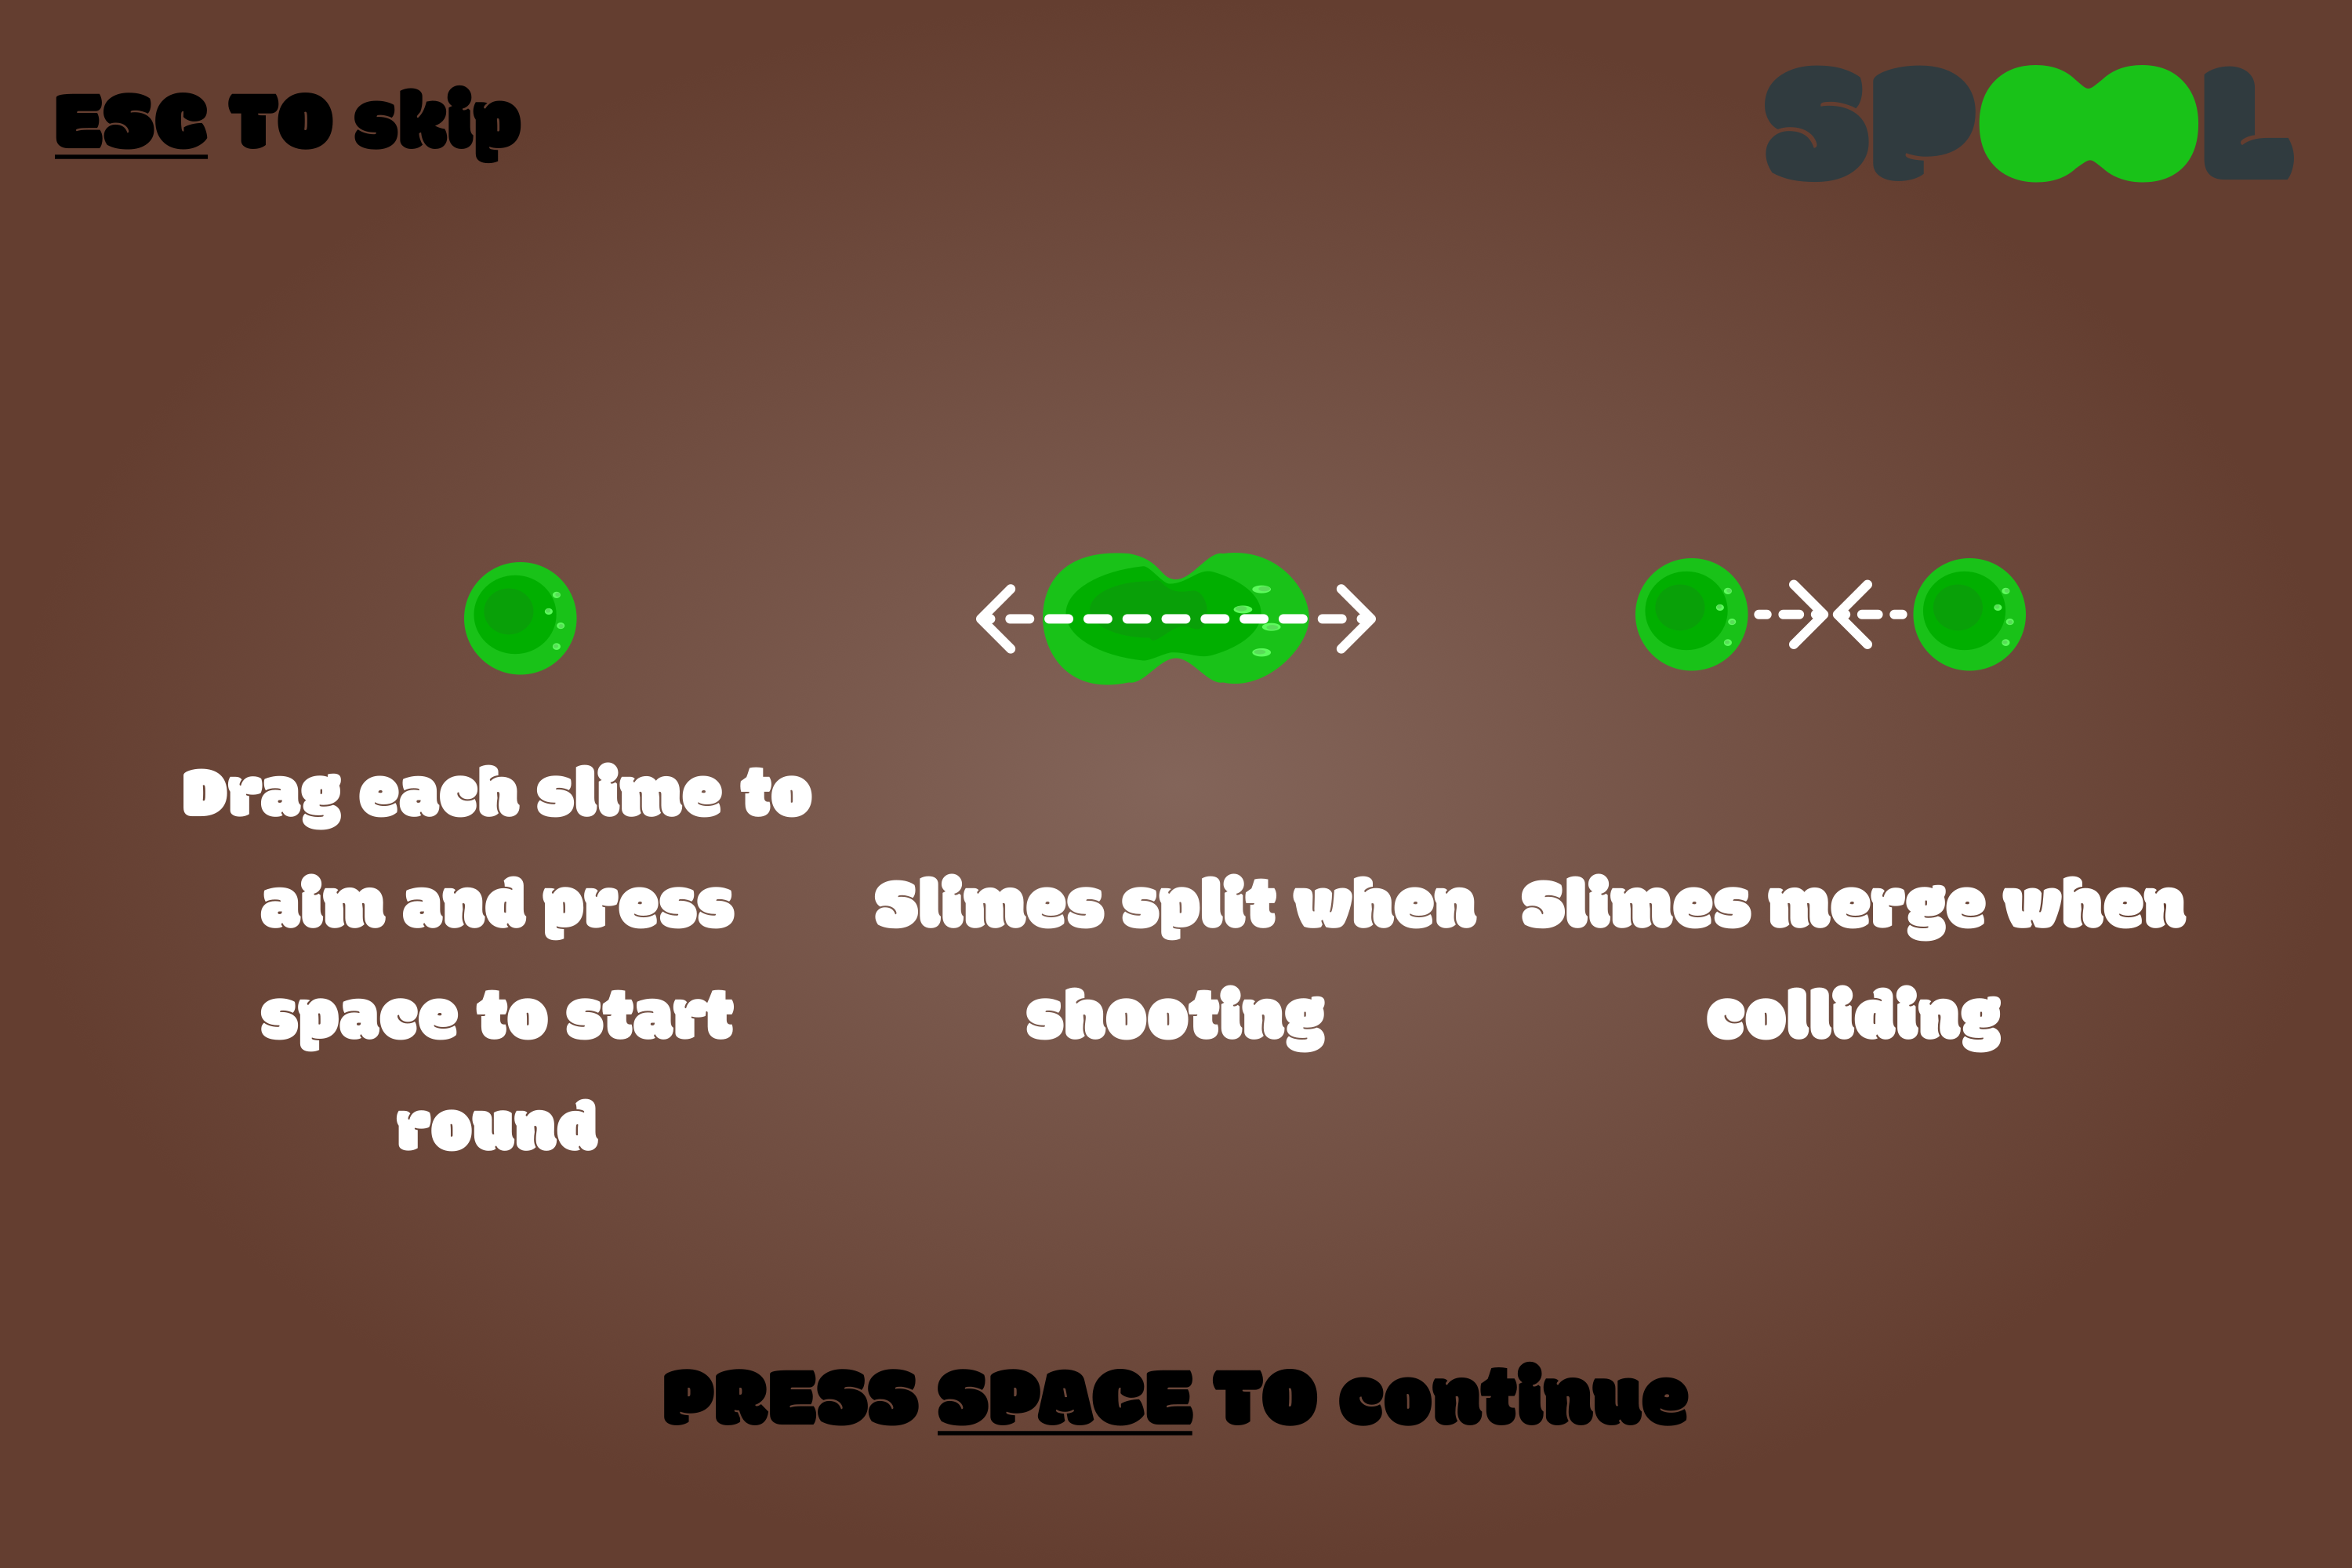 ESC TO skip
SPOOL
Drag each slime to
aim and press
space to start
round
Slimes split when
shooting
Slimes merge when
colliding
PRESS SPACE TO continue